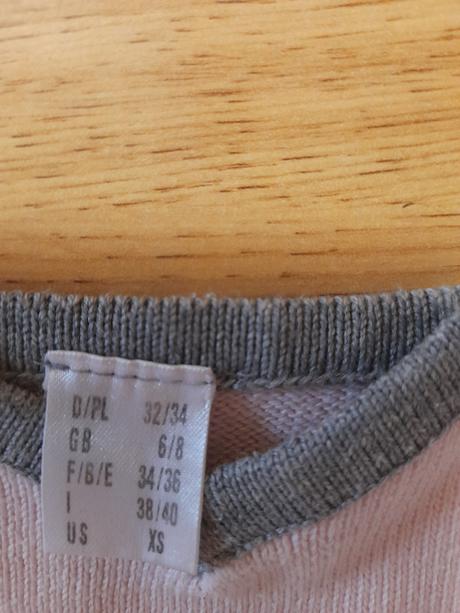 D/PL 32/34
GB 6/8
F/B/E 34/36
I 38/40
US XS